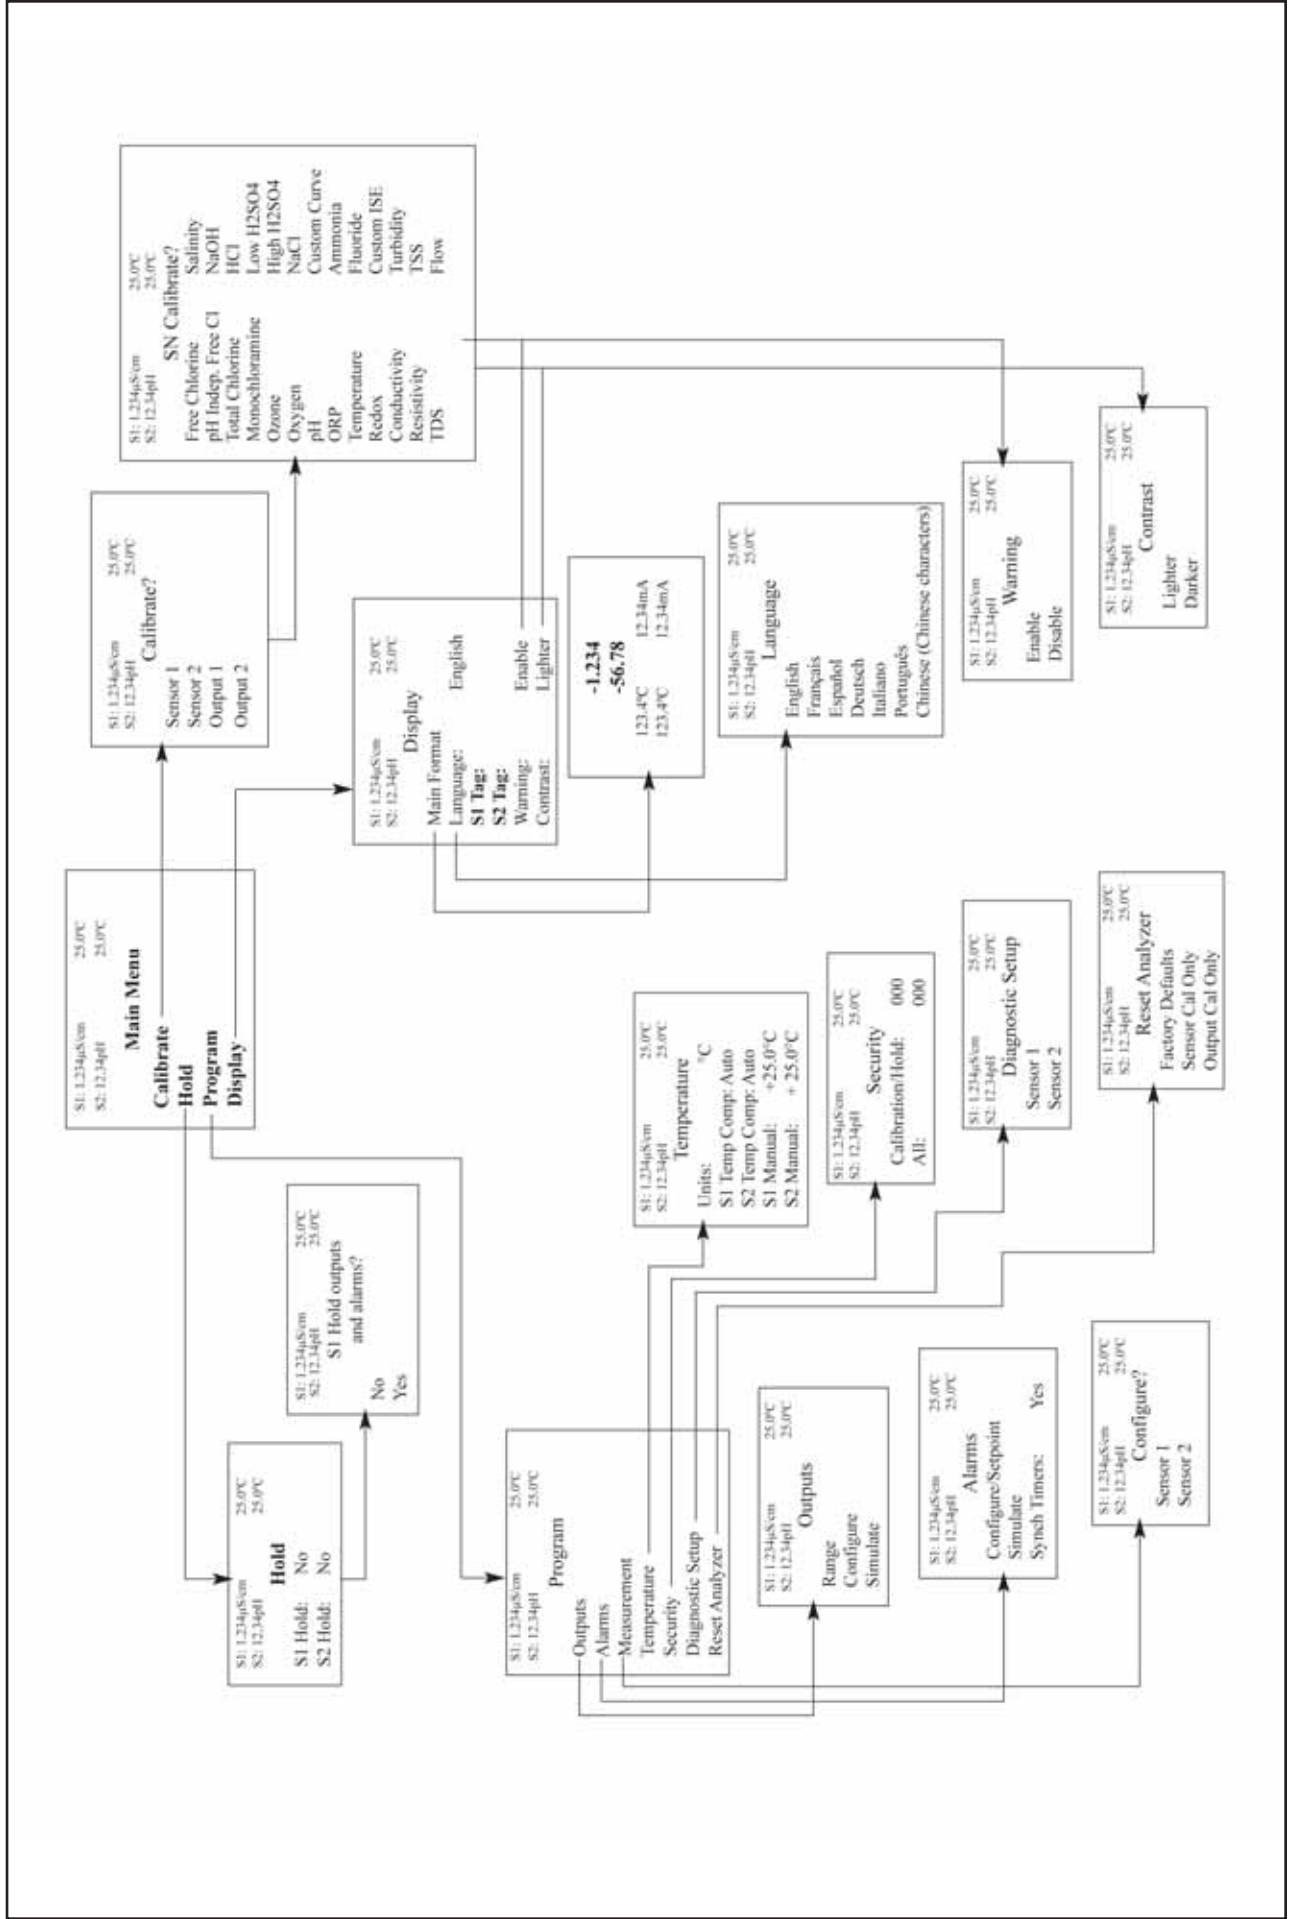 S1: 1.234µS/cm 25.0ºC
S2: 12.34pH 25.0ºC
Main Menu
Calibrate
Hold
Program
Display
S1: 1.234µS/cm 25.0ºC
S2: 12.34pH 25.0ºC
Calibrate?
Sensor 1
Sensor 2
Output 1
Output 2
S1: 1.234µS/cm 25.0ºC
S2: 12.34pH 25.0ºC
SN Calibrate?
Free Chlorine Salinity
pH Indep. Free Cl NaOH
Total Chlorine HCl
Monochloramine Low H2SO4
Ozone High H2SO4
Oxygen NaCl
pH Custom Curve
ORP Ammonia
Temperature Fluoride
Redox Custom ISE
Conductivity Turbidity
Resistivity TSS
TDS Flow
S1: 1.234µS/cm 25.0ºC
S2: 12.34pH 25.0ºC
Hold
S1 Hold: No
S2 Hold: No
S1: 1.234µS/cm 25.0ºC
S2: 12.34pH 25.0ºC
S1 Hold outputs
and alarms?
No
Yes
S1: 1.234µS/cm 25.0ºC
S2: 12.34pH 25.0ºC
Display
Main Format
Language: English
S1 Tag:
S2 Tag:
Warning: Enable
Contrast: Lighter
-1.234
-56.78
123.4ºC 12.34mA
123.4ºC 12.34mA
S1: 1.234µS/cm 25.0ºC
S2: 12.34pH 25.0ºC
Language
English
Français
Español
Deutsch
Italiano
Portugués
Chinese (Chinese characters)
S1: 1.234µS/cm 25.0ºC
S2: 12.34pH 25.0ºC
Warning
Enable
Disable
S1: 1.234µS/cm 25.0ºC
S2: 12.34pH 25.0ºC
Contrast
Lighter
Darker
S1: 1.234µS/cm 25.0ºC
S2: 12.34pH 25.0ºC
Program
Outputs
Alarms
Measurement
Temperature
Security
Diagnostic Setup
Reset Analyzer
S1: 1.234µS/cm 25.0ºC
S2: 12.34pH 25.0ºC
Temperature
Units: °C
S1 Temp Comp: Auto
S2 Temp Comp: Auto
S1 Manual: +25.0°C
S2 Manual: + 25.0°C
S1: 1.234µS/cm 25.0ºC
S2: 12.34pH 25.0ºC
Security
Calibration/Hold: 000
All: 000
S1: 1.234µS/cm 25.0ºC
S2: 12.34pH 25.0ºC
Diagnostic Setup
Sensor 1
Sensor 2
S1: 1.234µS/cm 25.0ºC
S2: 12.34pH 25.0ºC
Reset Analyzer
Factory Defaults
Sensor Cal Only
Output Cal Only
S1: 1.234µS/cm 25.0ºC
S2: 12.34pH 25.0ºC
Outputs
Range
Configure
Simulate
S1: 1.234µS/cm 25.0ºC
S2: 12.34pH 25.0ºC
Alarms
Configure/Setpoint
Simulate
Synch Timers: Yes
S1: 1.234µS/cm 25.0ºC
S2: 12.34pH 25.0ºC
Configure?
Sensor 1
Sensor 2